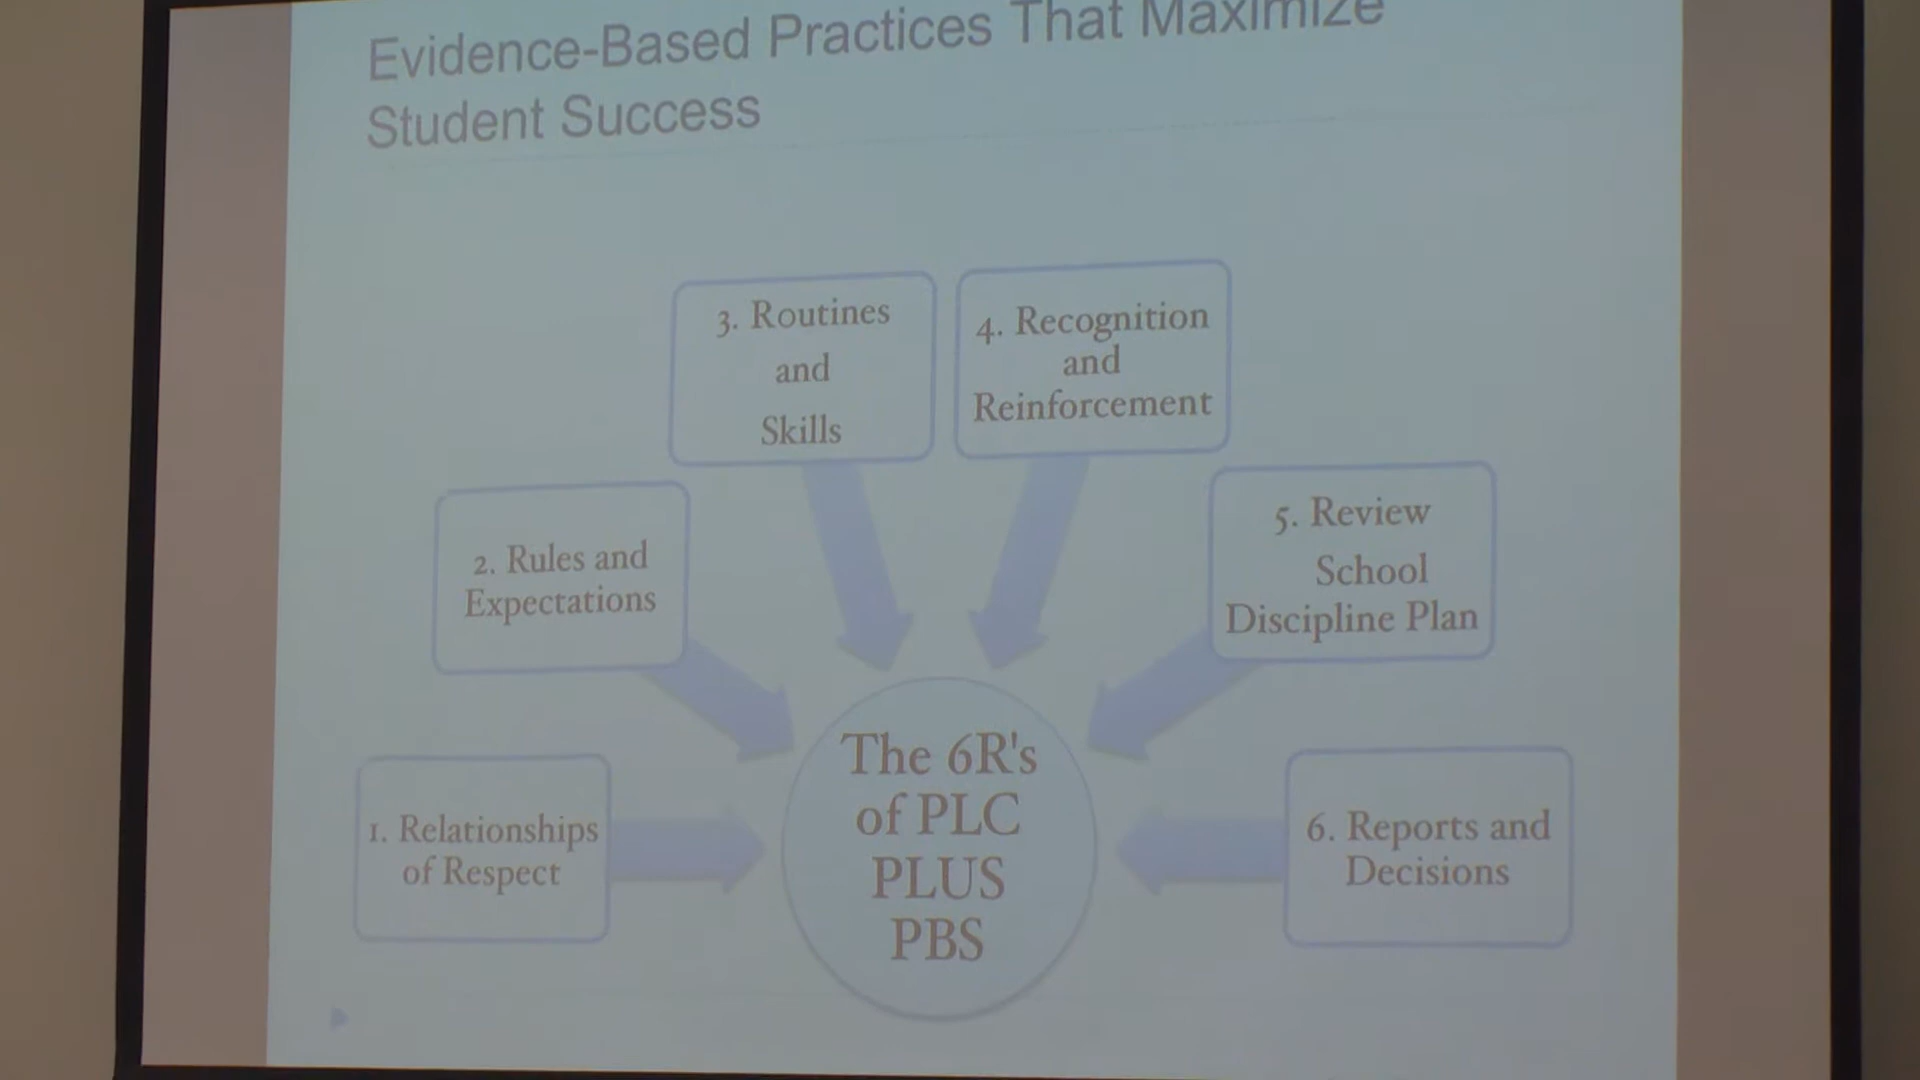 Evidence-Based Practices That Maximize
Student Success
3. Routines
and
Skills
4. Recognition
and
Reinforcement
2. Rules and
Expectations
5. Review
School
Discipline Plan
1. Relationships
of Respect
The 6R's
of PLC
PLUS
PBS
6. Reports and
Decisions